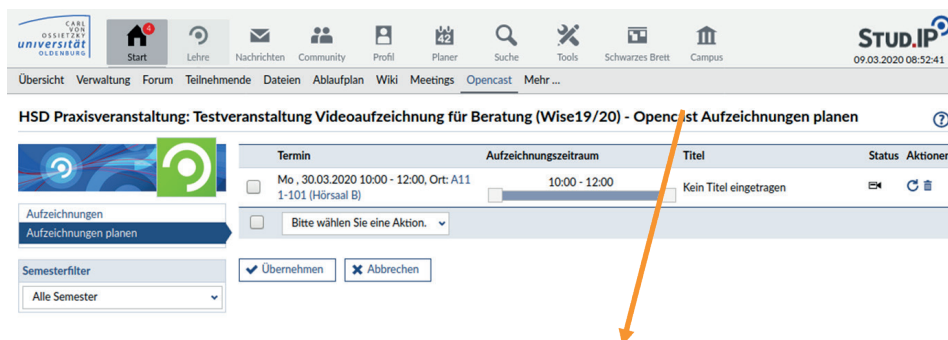 CARL
VON
OSSIETZKY
universität
OLDENBURG
4
Start
Lehre
Nachrichten
Community
Profil
42
Planer
Suche
Tools
Schwarzes Brett
Campus
STUD.IP
09.03.2020 08:52:41
Übersicht Verwaltung Forum Teilnehmende Dateien Ablaufplan Wiki Meetings Opencast Mehr ...
HSD Praxisveranstaltung: Testveranstaltung Videoaufzeichnung für Beratung (Wise19/20) - Opencast Aufzeichnungen planen
?
Termin Aufzeichnungszeitraum Titel Status Aktionen
Mo , 30.03.2020 10:00 - 12:00, Ort: A11
1-101 (Hörsaal B)
10:00 - 12:00
Kein Titel eingetragen
Bitte wählen Sie eine Aktion.
Übernehmen
Abbrechen
Aufzeichnungen
Aufzeichnungen planen
Semesterfilter
Alle Semester